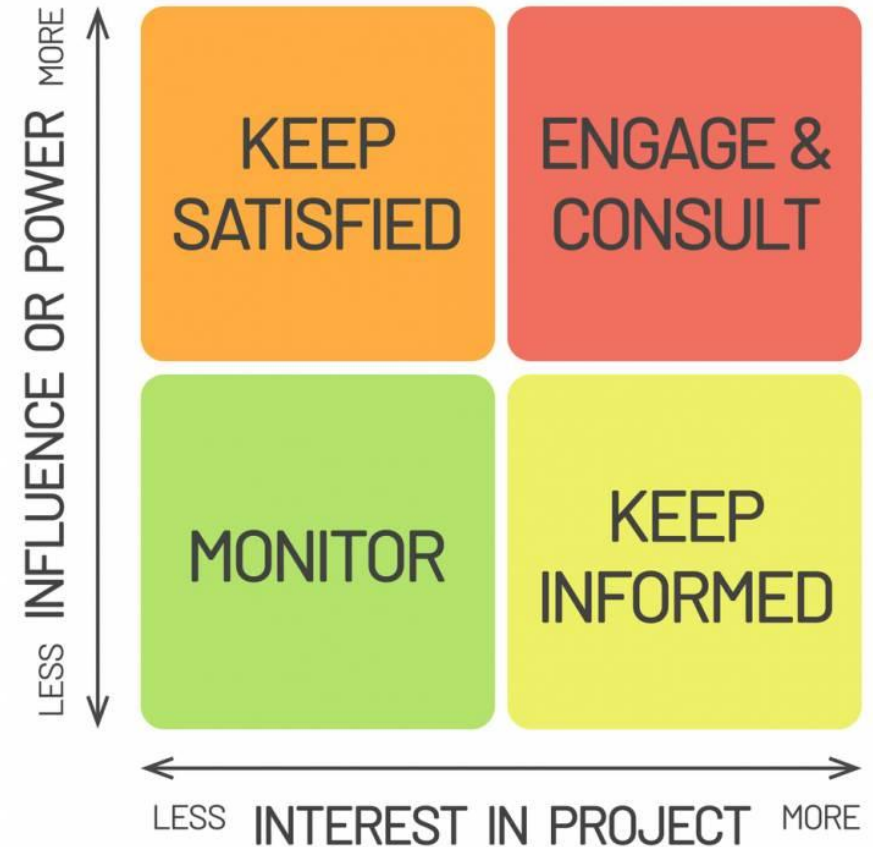 MORE
INFLUENCE OR POWER
LESS
KEEP
SATISFIED
ENGAGE &
CONSULT
MONITOR
KEEP
INFORMED
LESS INTEREST IN PROJECT MORE